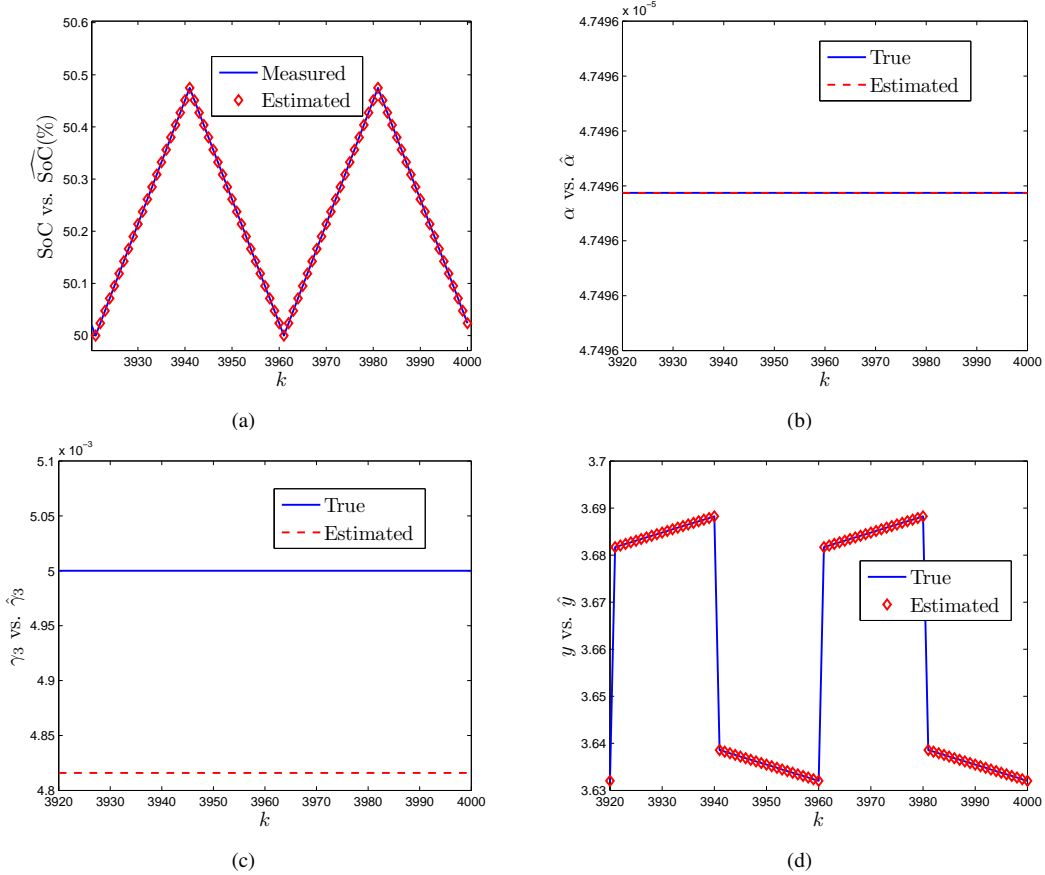 50.6
50.5
50.4
50.3
50.2
50.1
50
SoC vs. \widehat{SoC}(%)
Measured
Estimated
3930 3940 3950 3960 3970 3980 3990 4000
k
(a)
x 10⁻⁵
4.7496
4.7496
4.7496
4.7496
4.7496
4.7496
4.7496
α vs. α̂
True
Estimated
3920 3930 3940 3950 3960 3970 3980 3990 4000
k
(b)
x 10⁻³
5.1
5.05
5
4.95
4.9
4.85
4.8
γ₃ vs. γ̂₃
True
Estimated
3920 3930 3940 3950 3960 3970 3980 3990 4000
k
(c)
3.7
3.69
3.68
3.67
3.66
3.65
3.64
3.63
y vs. ŷ
True
Estimated
3920 3930 3940 3950 3960 3970 3980 3990 4000
k
(d)